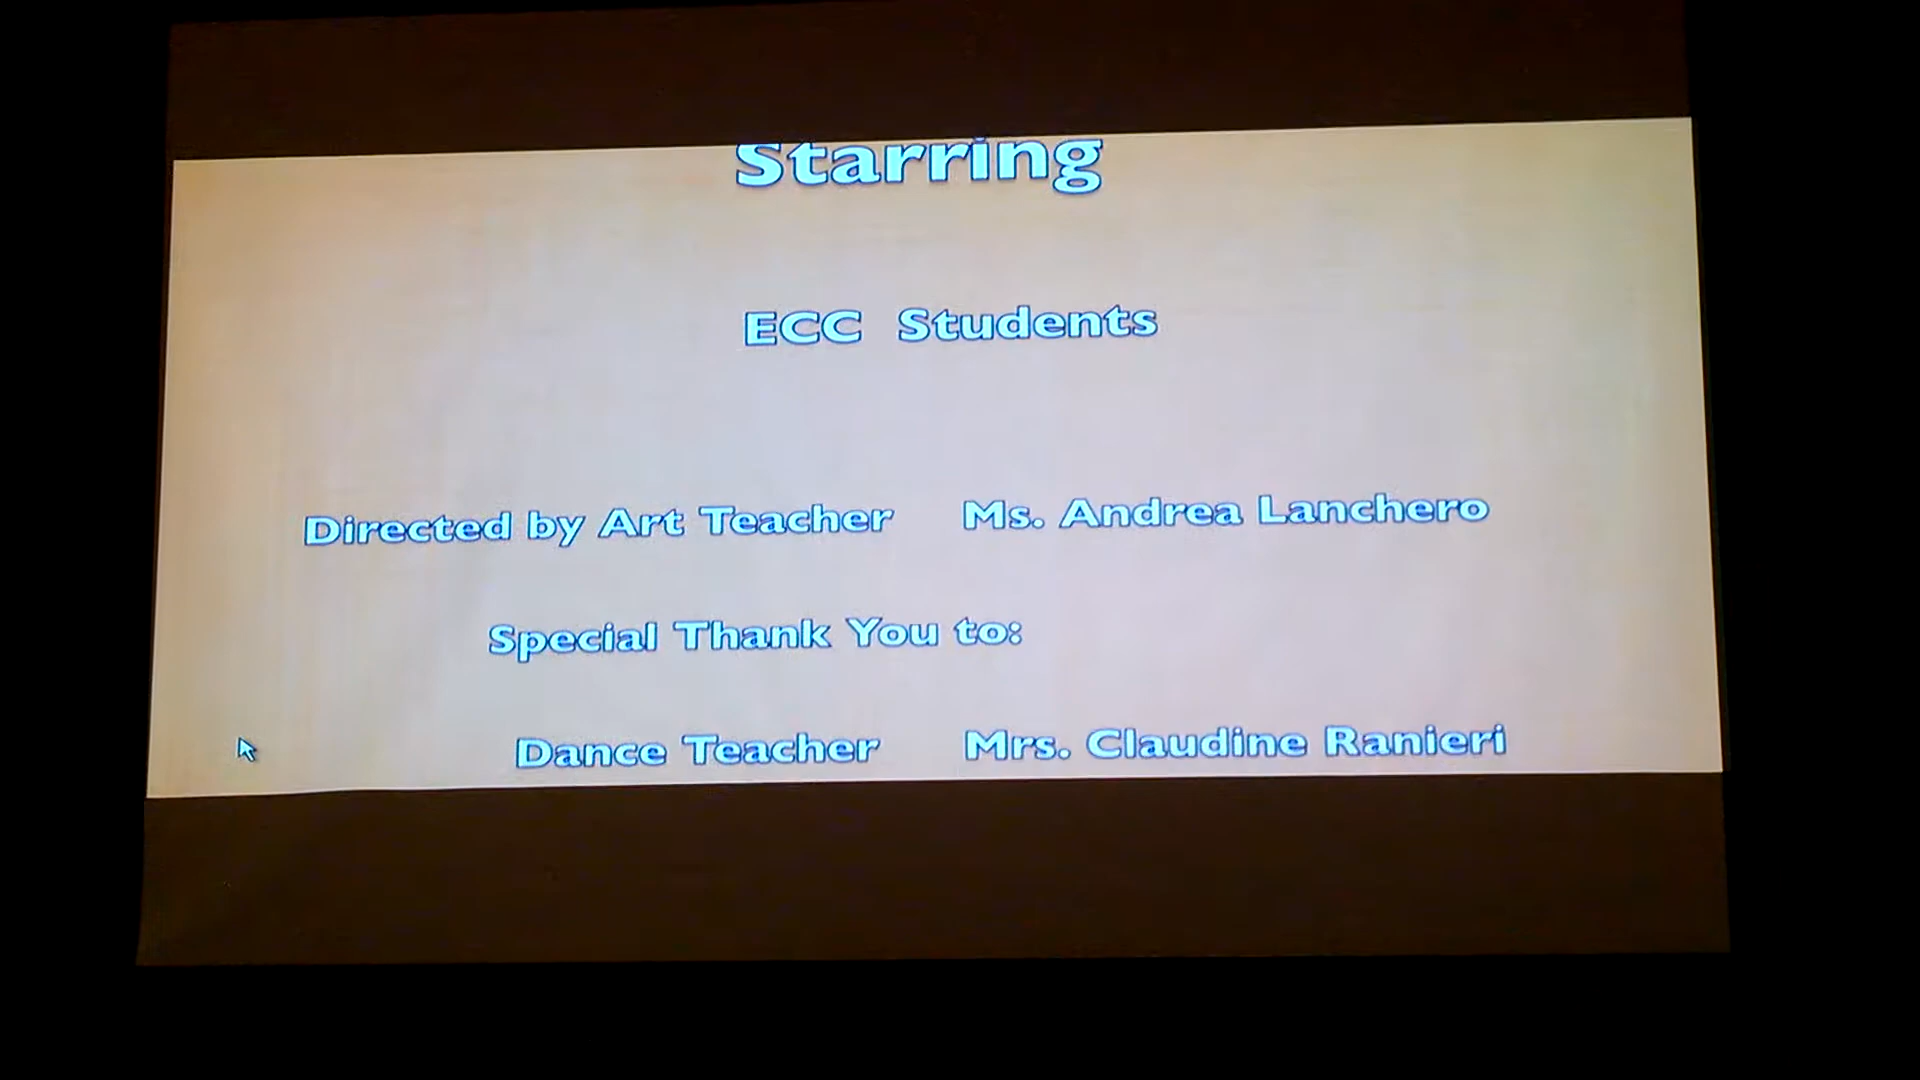 Starring
ECC Students
Directed by Art Teacher Ms. Andrea Lanchero
Special Thank You to:
Dance Teacher Mrs. Claudine Ranieri